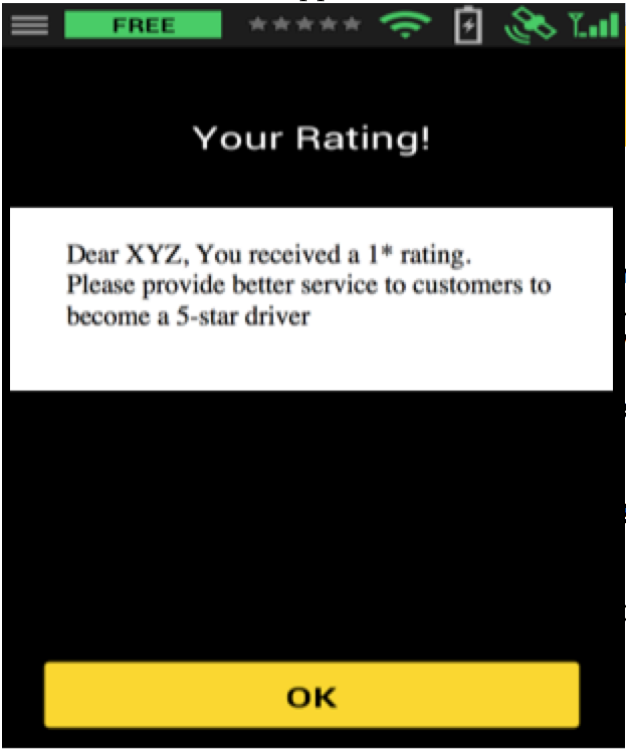 FREE
Your Rating!
Dear XYZ, You received a 1* rating.
Please provide better service to customers to
become a 5-star driver
OK